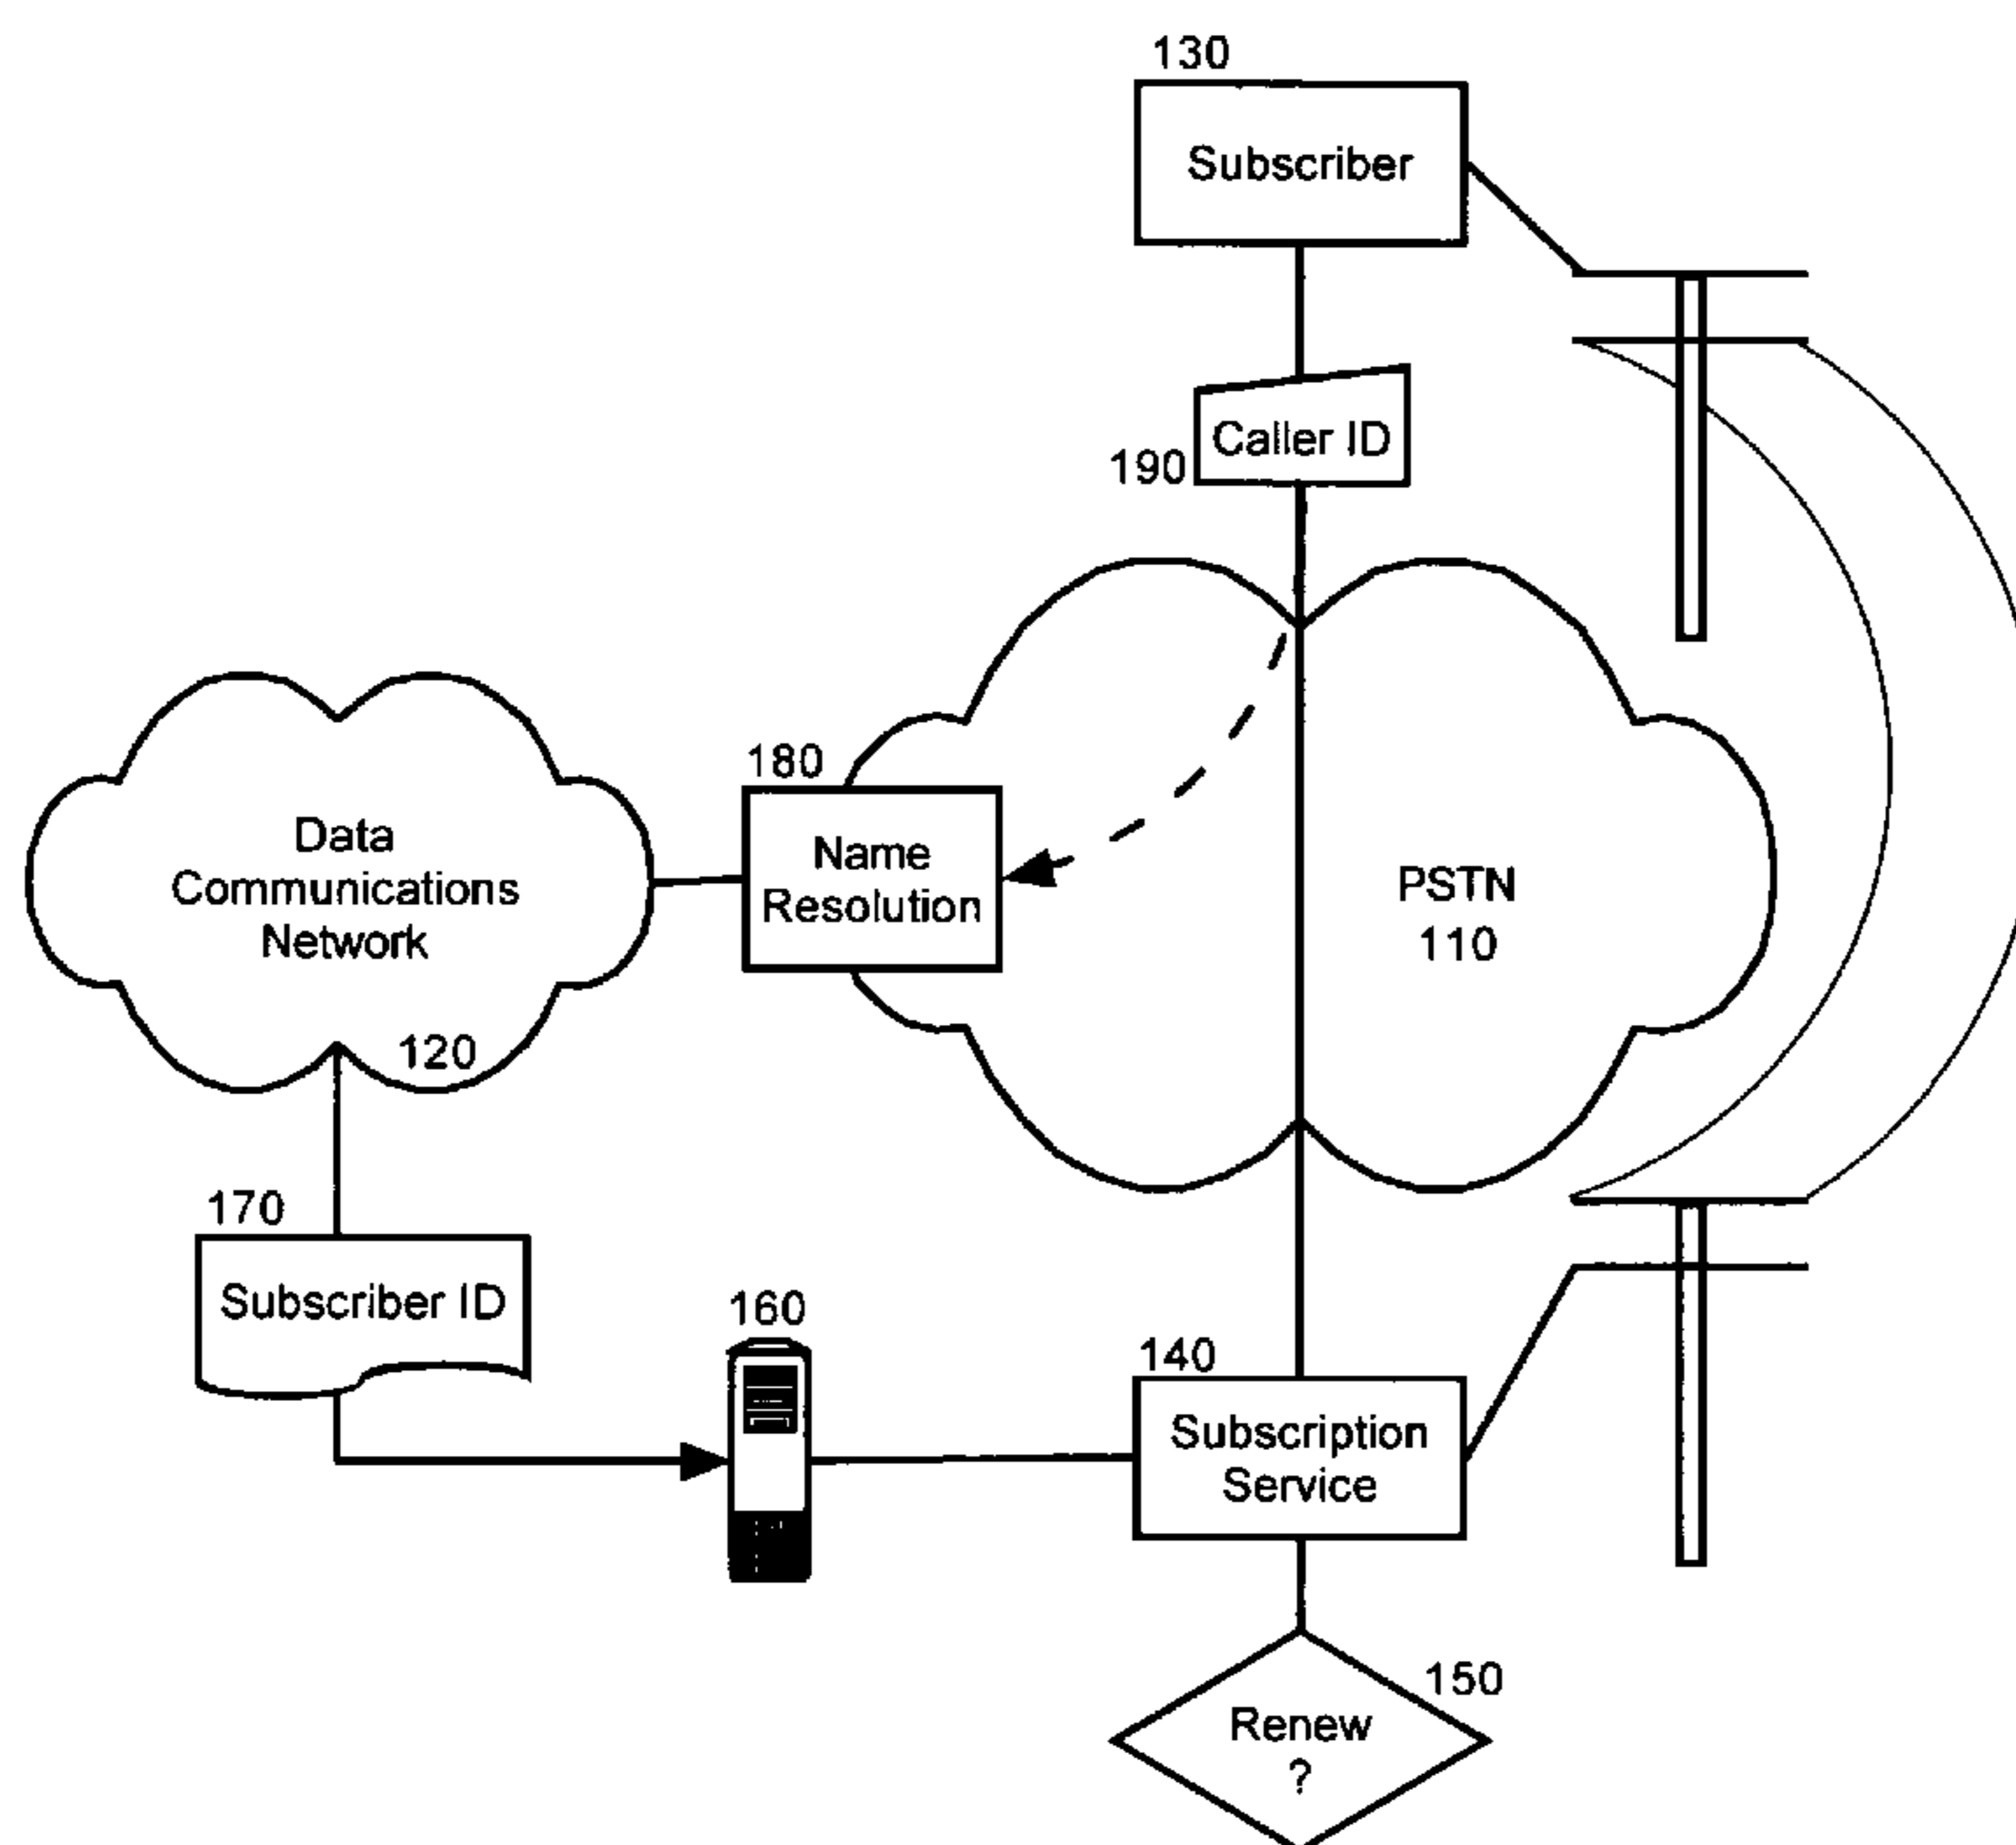 130
Subscriber
Caller ID
190
180
Name
Resolution
Data
Communications
Network
120
PSTN
110
170
Subscriber ID
160
140
Subscription
Service
150
Renew
?